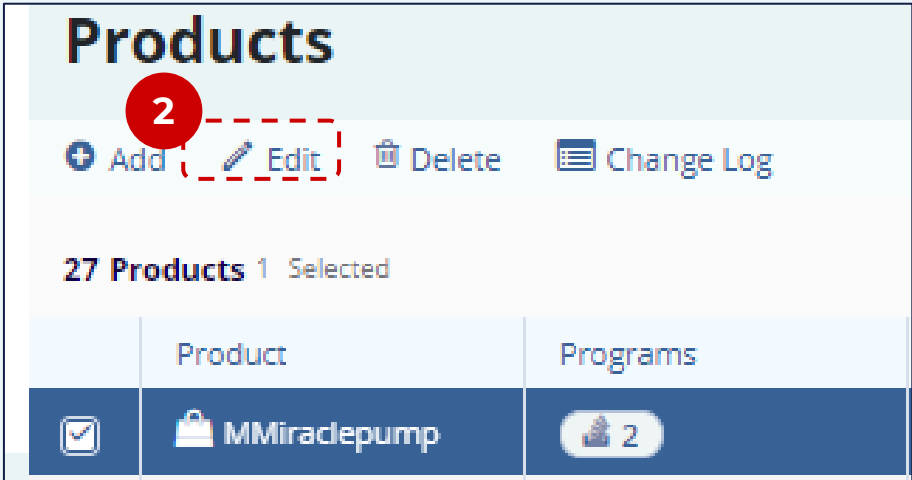 Products
2
Add Edit Delete Change Log
27 Products 1 Selected
Product Programs
MMiraclepump 2